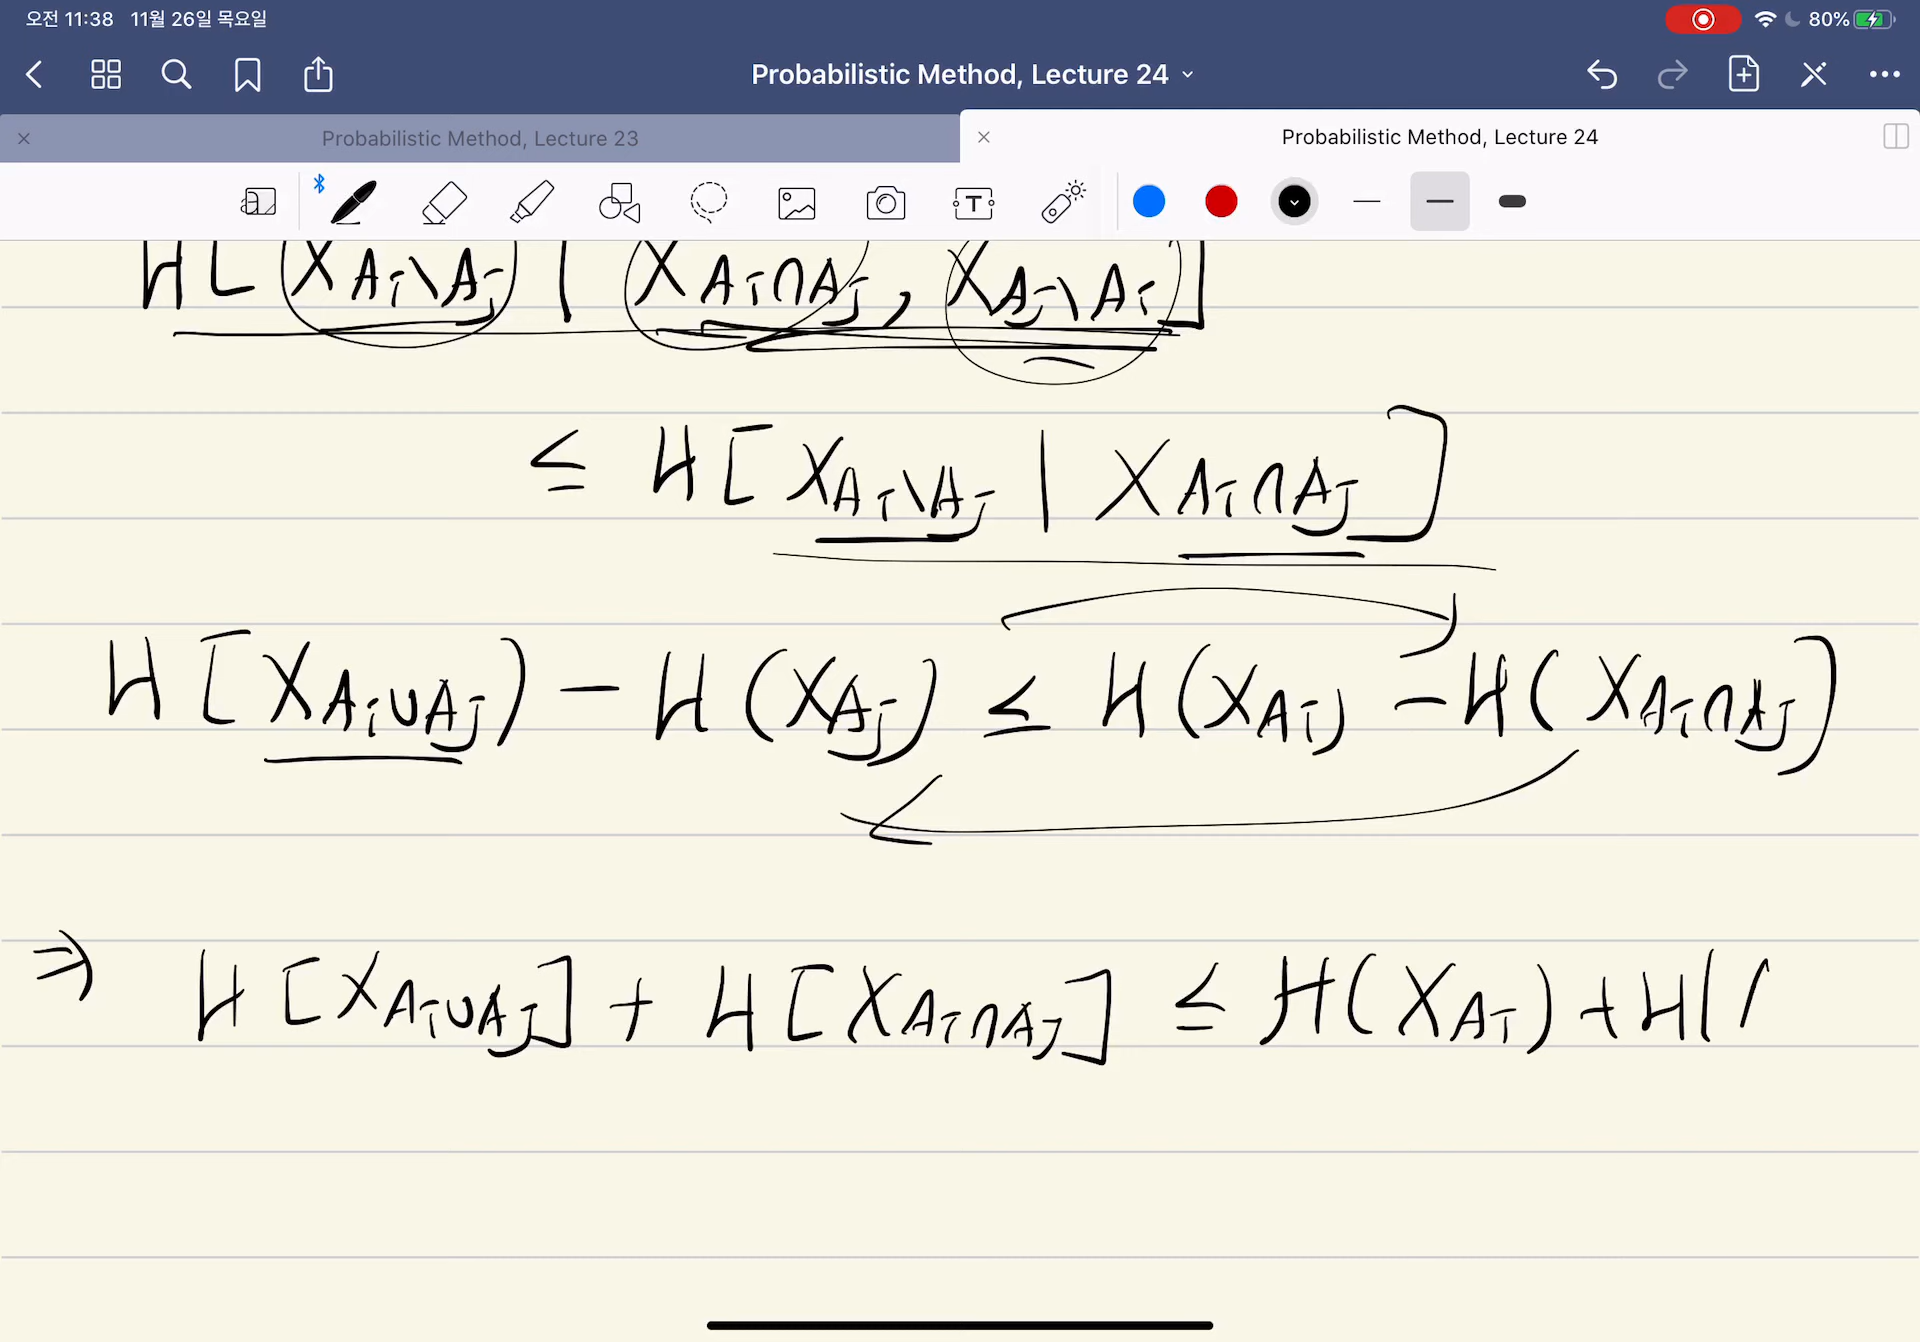 오전 11:38 11월 26일 목요일 80%
Probabilistic Method, Lecture 24
Probabilistic Method, Lecture 23
Probabilistic Method, Lecture 24
H[X_{A_i\A_j} | X_{A_i∩A_j}, X_{A_j\A_i}]
≤ H[X_{A_i\A_j} | X_{A_i∩A_j}]
H[X_{A_i∪A_j}) - H(X_{A_j}) ≤ H(X_{A_i}) - H(X_{A_i∩A_j})
⇒ H[X_{A_i∪A_j}] + H[X_{A_i∩A_j}] ≤ H(X_{A_i}) + H(